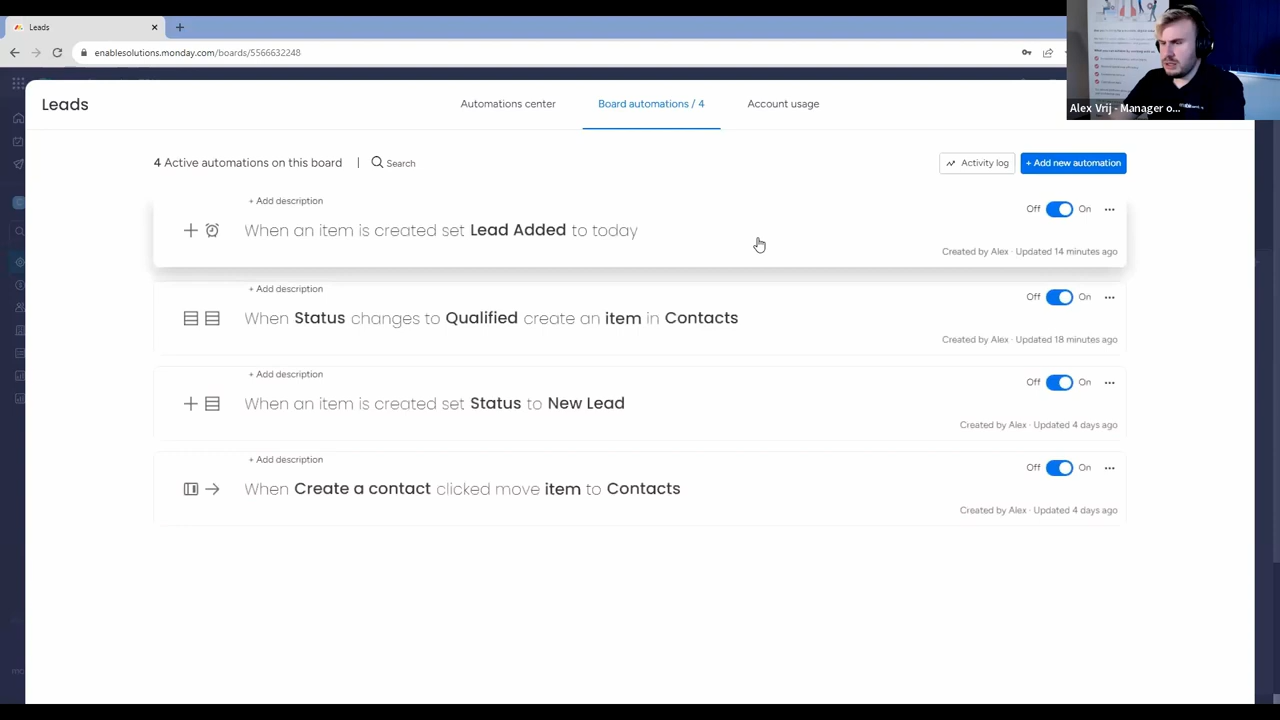 Leads
enablesolutions.monday.com/boards/5566632248
Leads
Automations center
Board automations / 4
Account usage
Alex Vrij - Manager o...
4 Active automations on this board
Search
Activity log
+ Add new automation
+ Add description
Off
On
When an item is created set Lead Added to today
Created by Alex · Updated 14 minutes ago
+ Add description
Off
On
When Status changes to Qualified create an item in Contacts
Created by Alex · Updated 18 minutes ago
+ Add description
Off
On
When an item is created set Status to New Lead
Created by Alex · Updated 4 days ago
+ Add description
Off
On
When Create a contact clicked move item to Contacts
Created by Alex · Updated 4 days ago